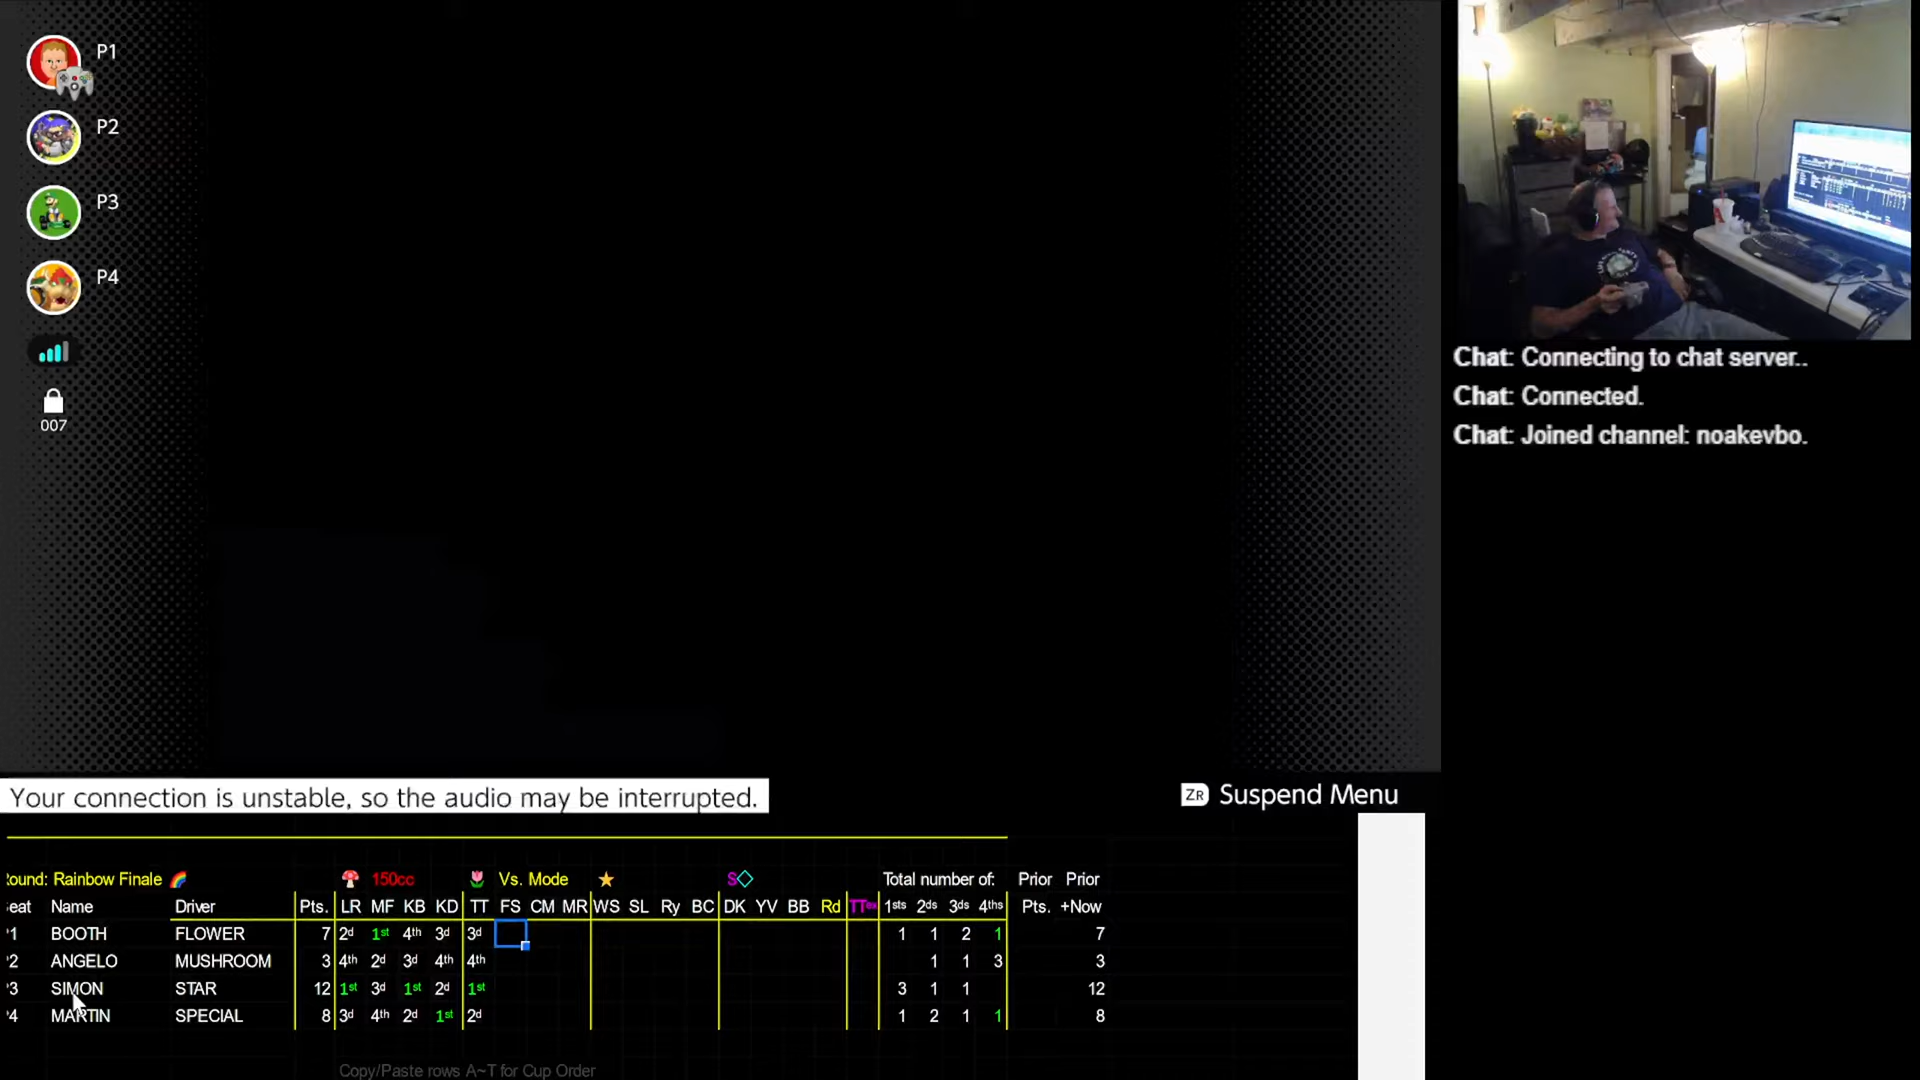 P1
P2
P3
P4
007
Chat: Connecting to chat server..
Chat: Connected.
Chat: Joined channel: noakevbo.
Your connection is unstable, so the audio may be interrupted.
ZR Suspend Menu
Round: Rainbow Finale 🌈 🍄 150cc 🌷 Vs. Mode ⭐ S◇ Total number of: Prior Prior
eat Name Driver Pts. LR MF KB KD TT FS CM MR WS SL Ry BC DK YV BB Rd 1sts 2ds 3ds 4ths Pts. +Now
P1 BOOTH FLOWER 7 2d 1st 4th 3d 3d 1 1 2 1 7
P2 ANGELO MUSHROOM 3 4th 2d 3d 4th 4th 1 1 3 3
P3 SIMON STAR 12 1st 3d 1st 2d 1st 3 1 1 12
P4 MARTIN SPECIAL 8 3d 4th 2d 1st 2d 1 2 1 1 8
Copy/Paste rows A~T for Cup Order